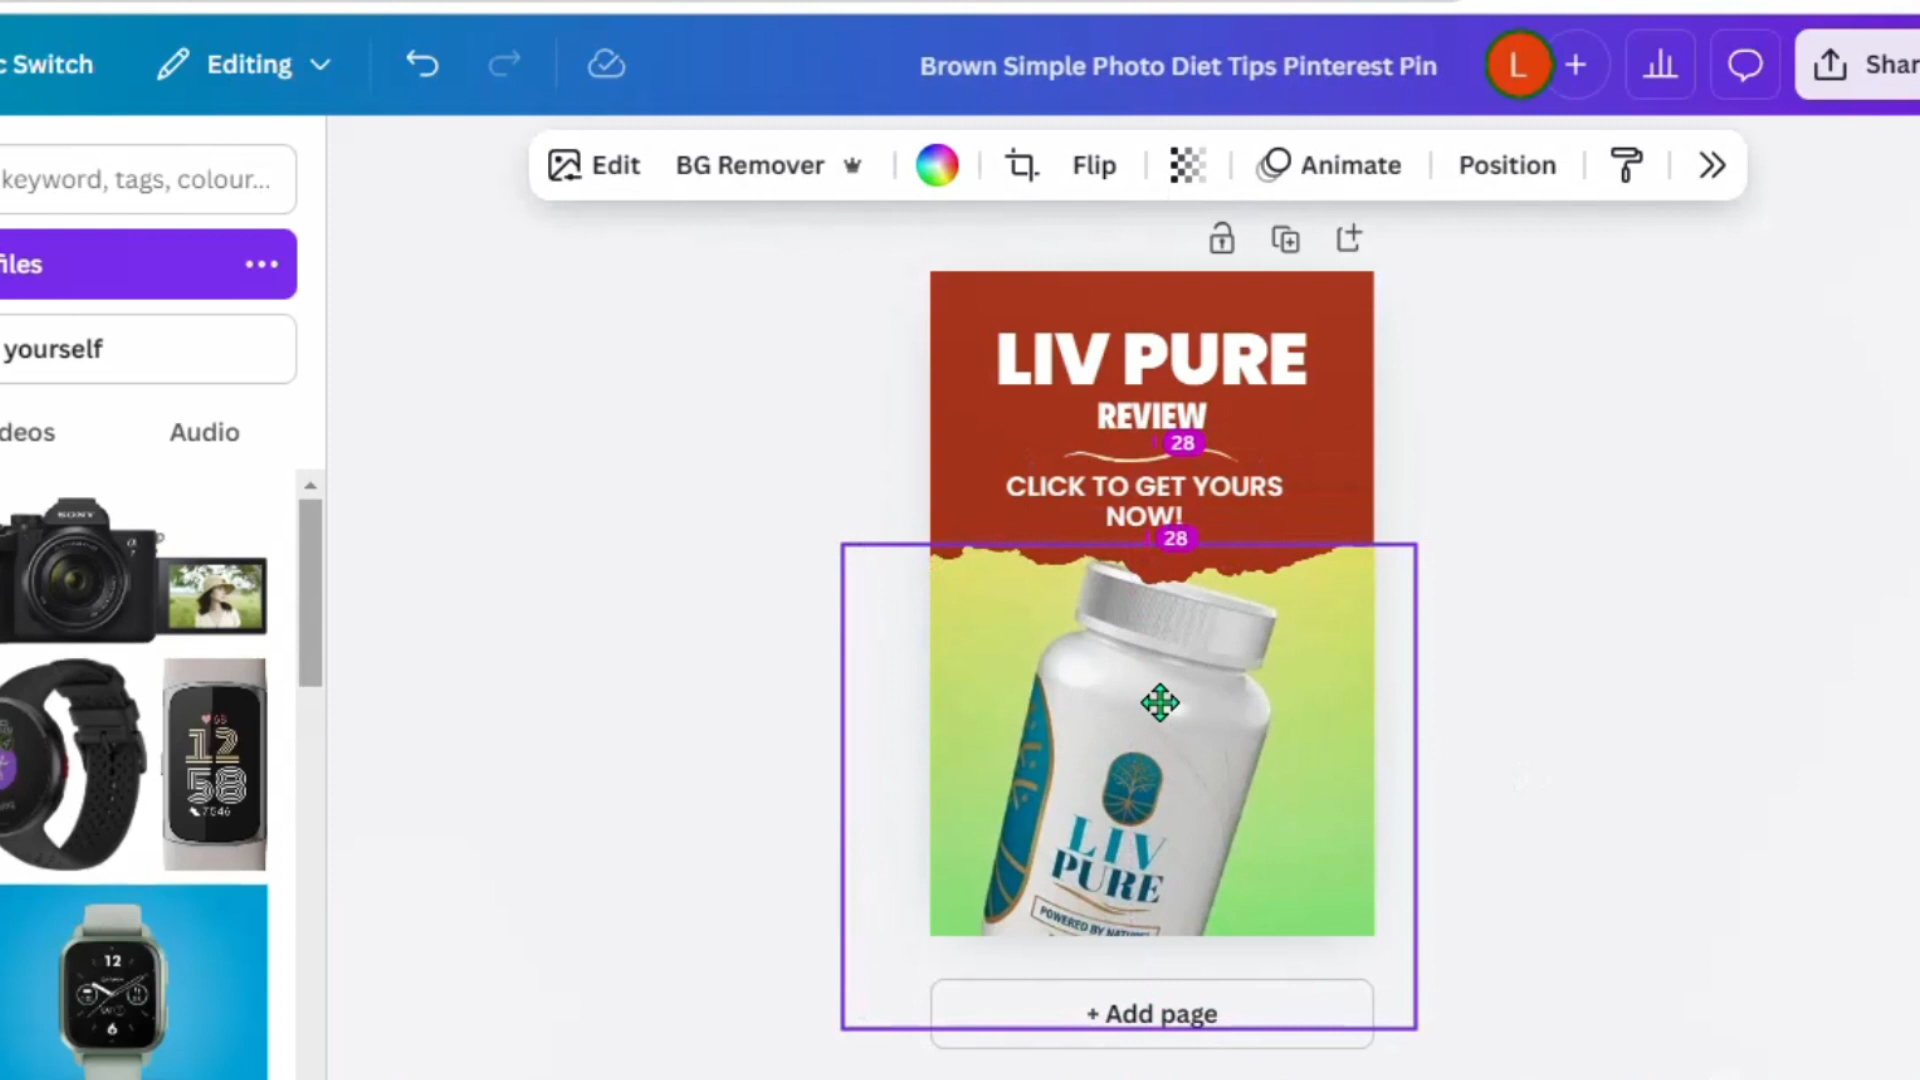 c Switch
Editing
Brown Simple Photo Diet Tips Pinterest Pin
L
+
Shar
keyword, tags, colour...
Edit
BG Remover
Flip
Animate
Position
files
yourself
deos
Audio
LIV PURE
REVIEW
28
CLICK TO GET YOURS
NOW!
28
SONY
12
58
7546
LIV
PURE
POWERED BY NATURE
12
6
+ Add page